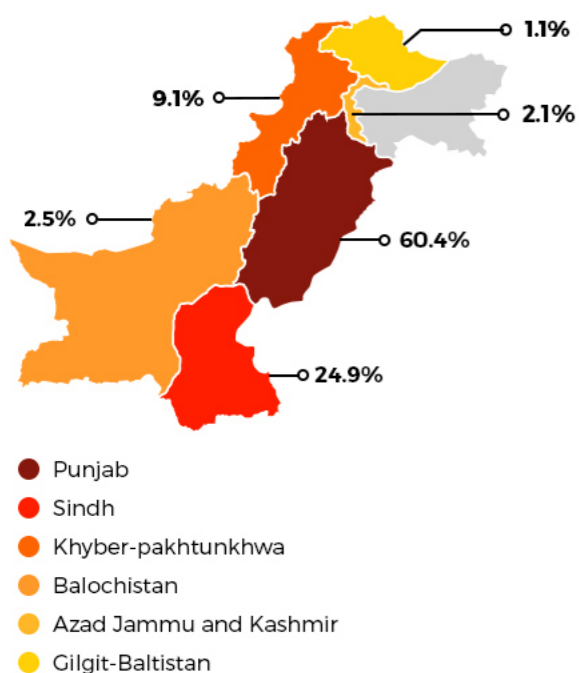 1.1%
9.1%
2.1%
2.5%
60.4%
24.9%
Punjab
Sindh
Khyber-pakhtunkhwa
Balochistan
Azad Jammu and Kashmir
Gilgit-Baltistan